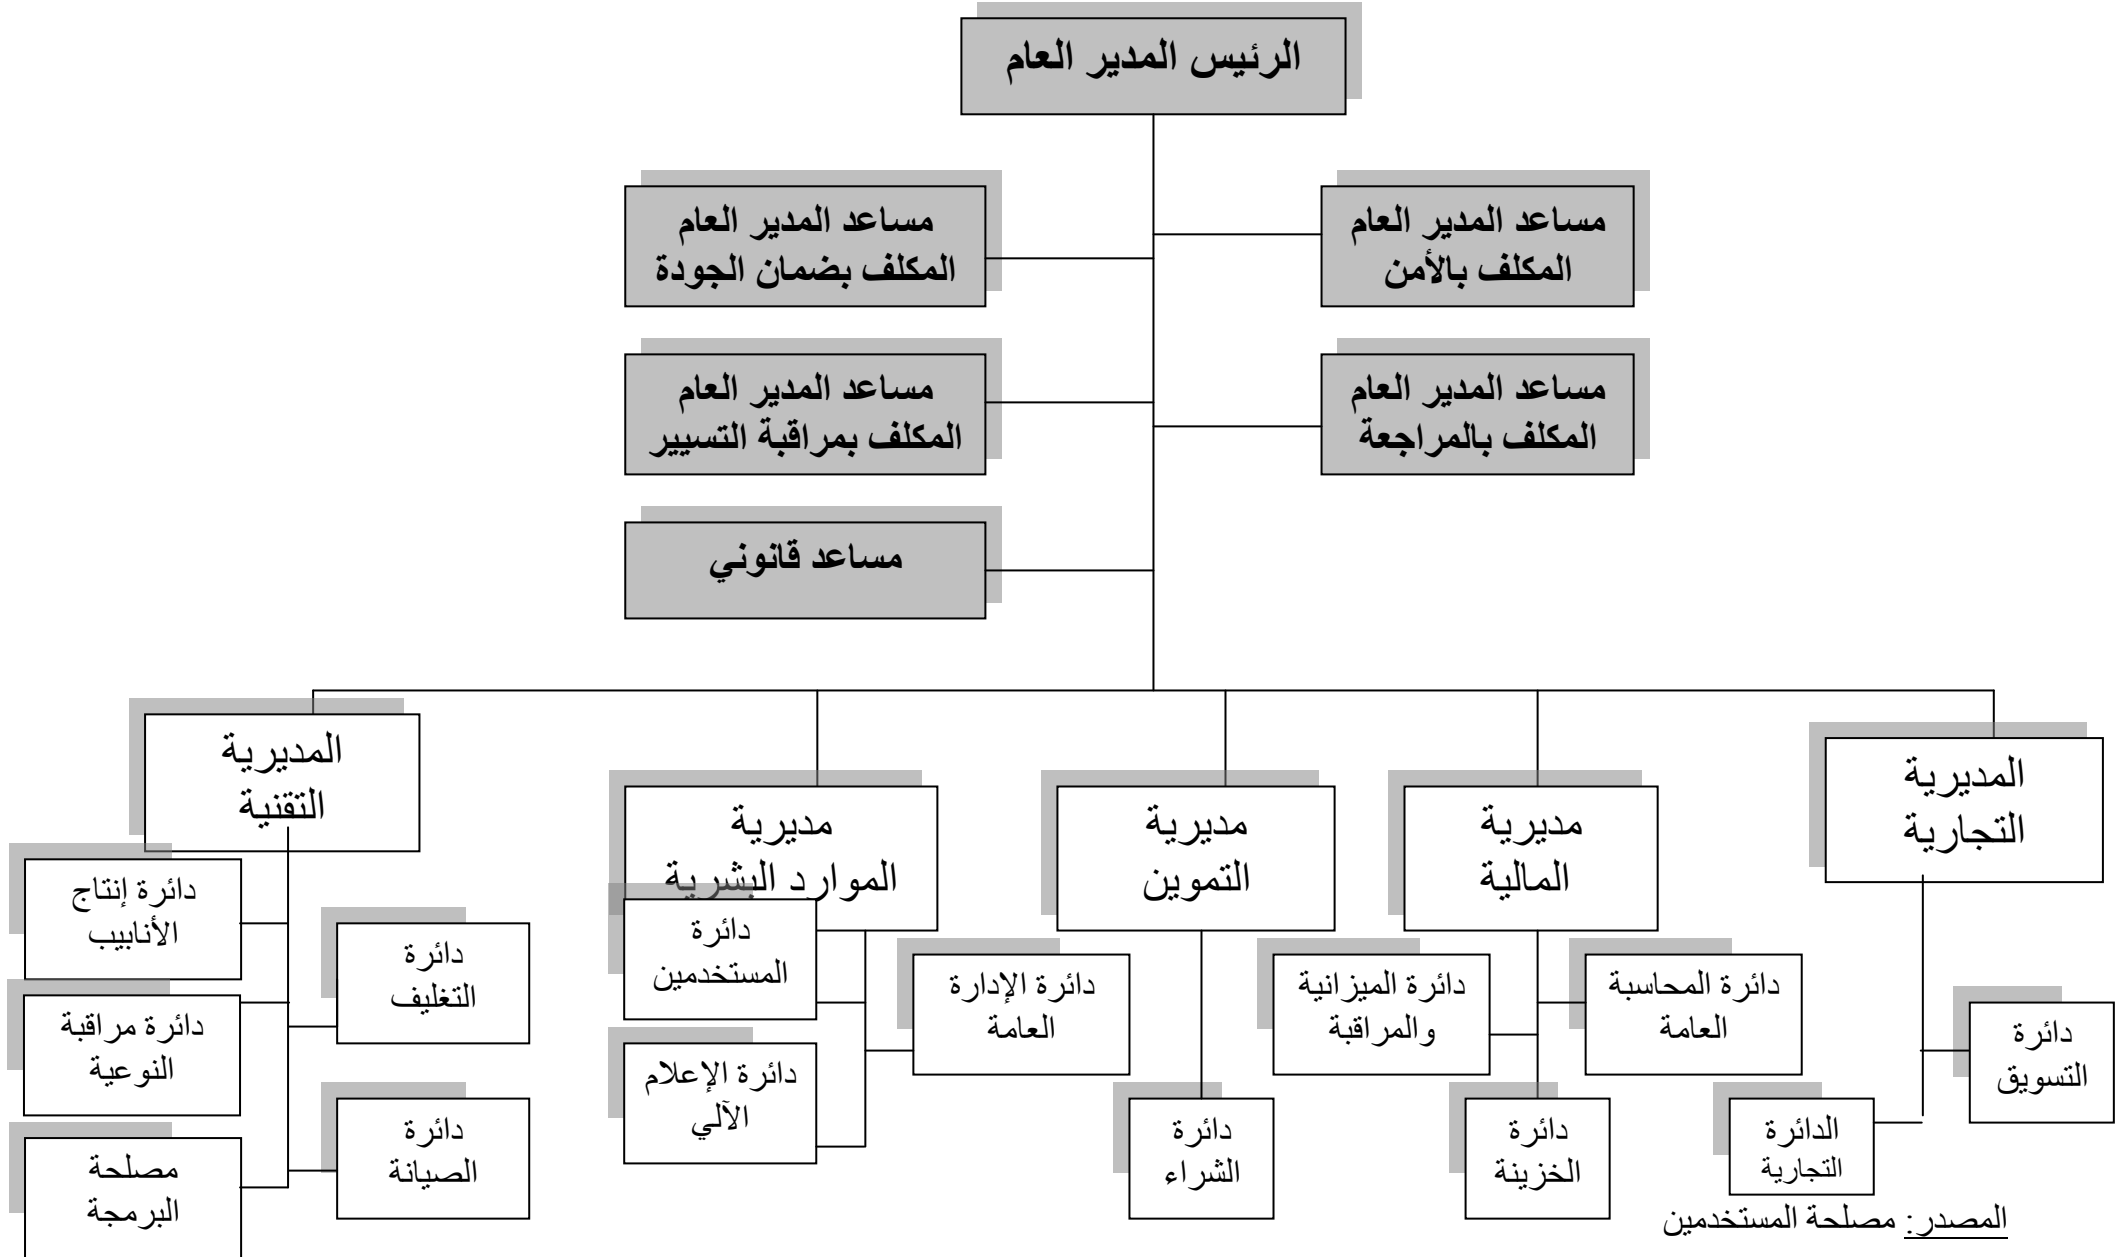 الرئيس المدير العام
مساعد المدير العام
المكلف بالأمن
مساعد المدير العام
المكلف بضمان الجودة
مساعد المدير العام
المكلف بالمراجعة
مساعد المدير العام
المكلف بمراقبة التسيير
مساعد قانوني
المديرية
التجارية
مديرية
المالية
مديرية
التموين
مديرية
الموارد البشرية
المديرية
التقنية
دائرة
التسويق
الدائرة
التجارية
دائرة المحاسبة
العامة
دائرة الميزانية
والمراقبة
دائرة
الخزينة
دائرة
الشراء
دائرة الإدارة
العامة
دائرة
المستخدمين
دائرة الإعلام
الآلي
دائرة
التغليف
دائرة
الصيانة
دائرة إنتاج
الأنابيب
دائرة مراقبة
النوعية
مصلحة
البرمجة
المصدر: مصلحة المستخدمين